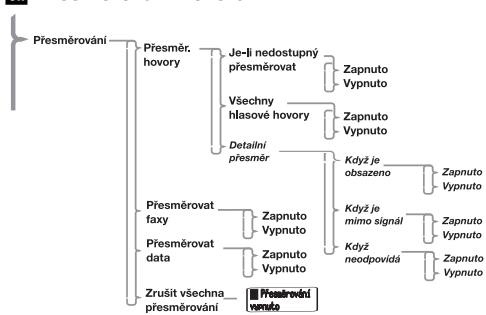 Přesměrování
Přesměr.
hovory
Je-li nedostupný
přesměrovat
Zapnuto
Vypnuto
Všechny
hlasové hovory
Zapnuto
Vypnuto
Detailní
přesměr
Když je
obsazeno
Zapnuto
Vypnuto
Když je
mimo signál
Zapnuto
Vypnuto
Když
neodpovídá
Zapnuto
Vypnuto
Přesměrovat
faxy
Zapnuto
Vypnuto
Přesměrovat
data
Zapnuto
Vypnuto
Zrušit všechna
přesměrování
Přesměrování
vypnuto